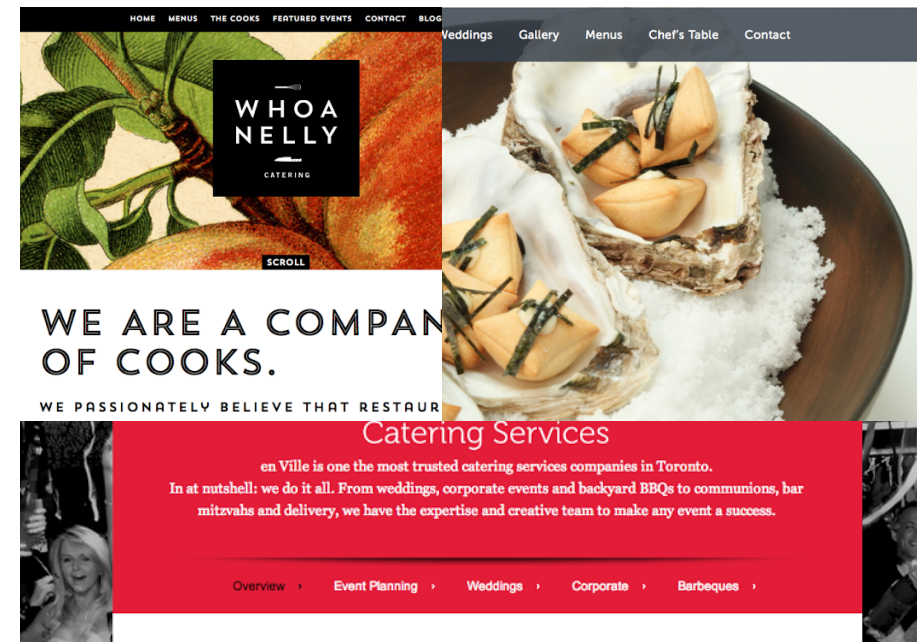 HOME MENUS THE COOKS FEATURED EVENTS CONTACT BLOG
WHOA
NELLY
CATERING
SCROLL
WE ARE A COMPAN
OF COOKS.
WE PASSIONATELY BELIEVE THAT RESTAUR
Weddings Gallery Menus Chef's Table Contact
Catering Services
en Ville is one the most trusted catering services companies in Toronto.
In at nutshell: we do it all. From weddings, corporate events and backyard BBQs to communions, bar
mitzvahs and delivery, we have the expertise and creative team to make any event a success.
Overview › Event Planning › Weddings › Corporate › Barbeques ›